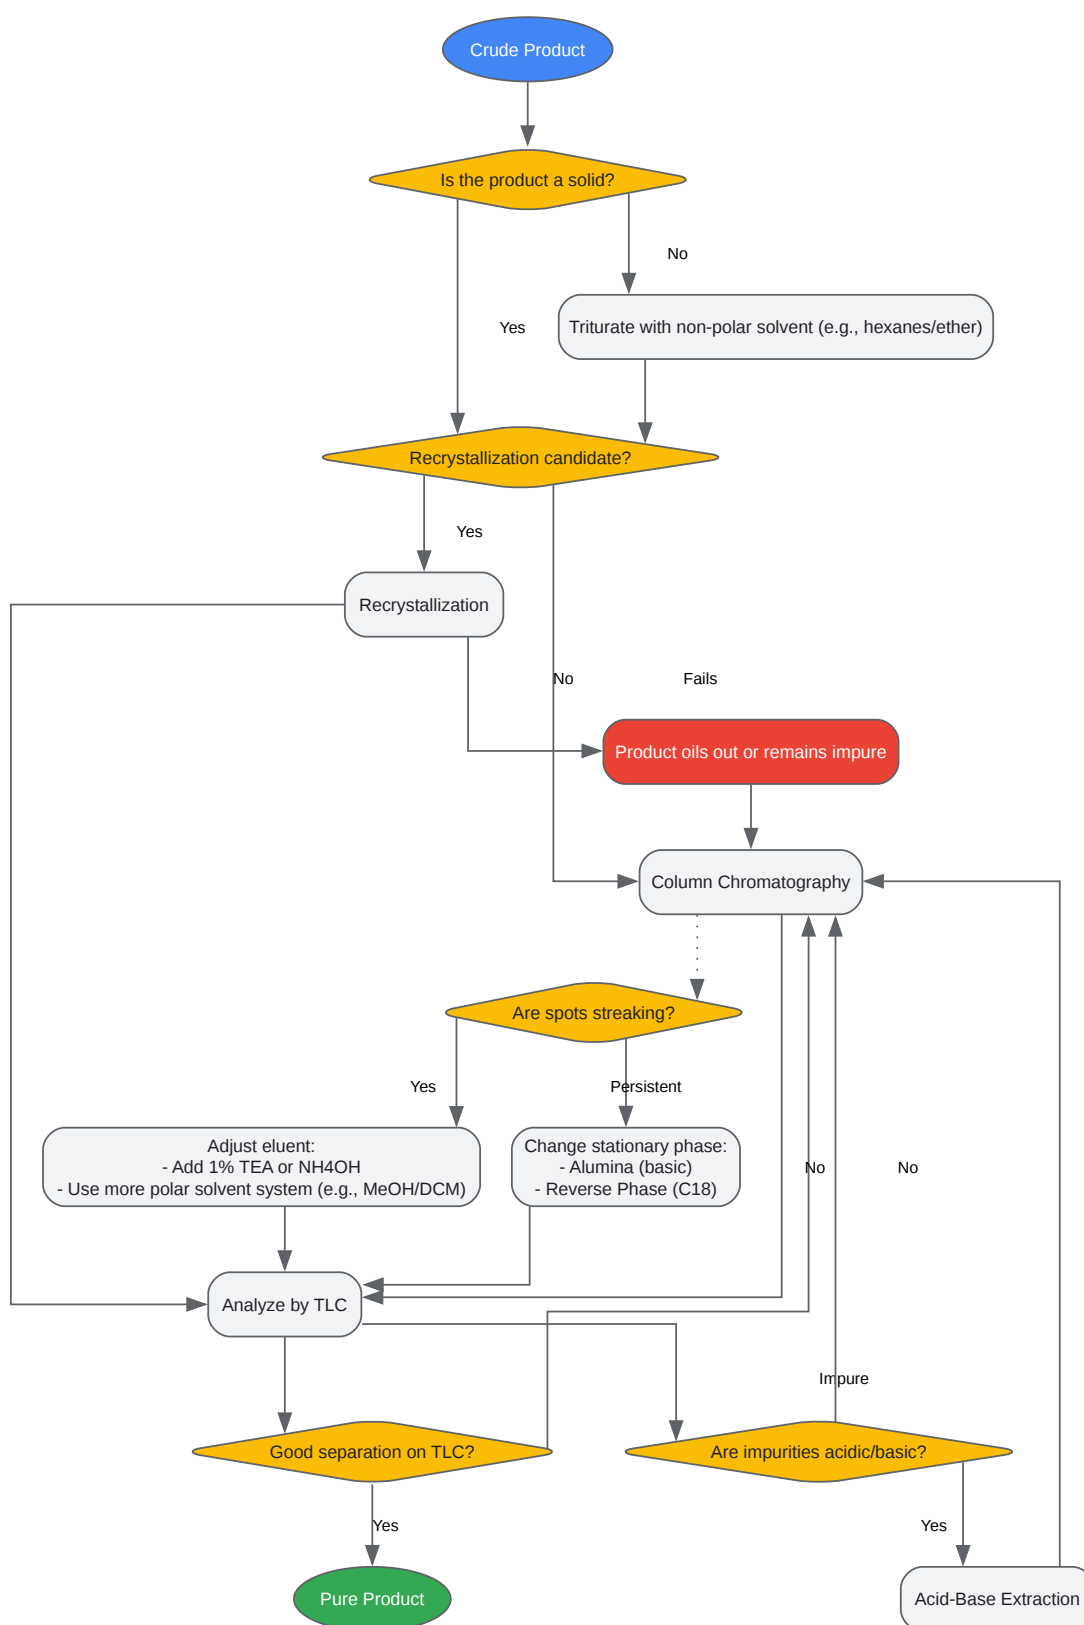 Crude Product
Is the product a solid?
No
Yes
Triturate with non-polar solvent (e.g., hexanes/ether)
Recrystallization candidate?
Yes
Recrystallization
No
Fails
Product oils out or remains impure
Column Chromatography
Are spots streaking?
Yes
Persistent
Adjust eluent:
- Add 1% TEA or NH4OH
- Use more polar solvent system (e.g., MeOH/DCM)
Change stationary phase:
- Alumina (basic)
- Reverse Phase (C18)
No
No
Analyze by TLC
Impure
Good separation on TLC?
Are impurities acidic/basic?
Yes
Yes
Pure Product
Acid-Base Extraction